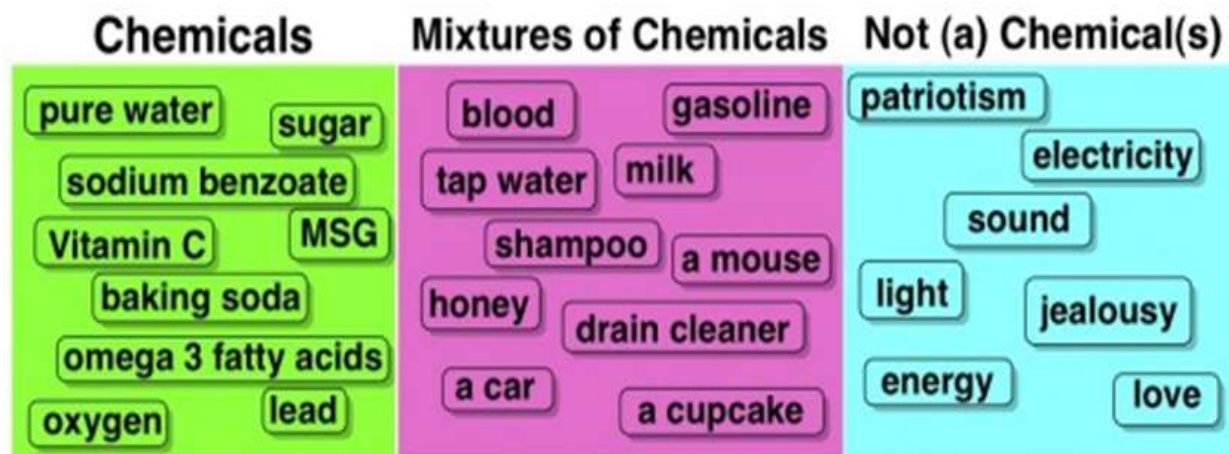 Chemicals
pure water
sugar
sodium benzoate
Vitamin C
MSG
baking soda
omega 3 fatty acids
oxygen
lead
Mixtures of Chemicals
blood
gasoline
tap water
milk
shampoo
a mouse
honey
drain cleaner
a car
a cupcake
Not (a) Chemical(s)
patriotism
electricity
sound
light
jealousy
energy
love